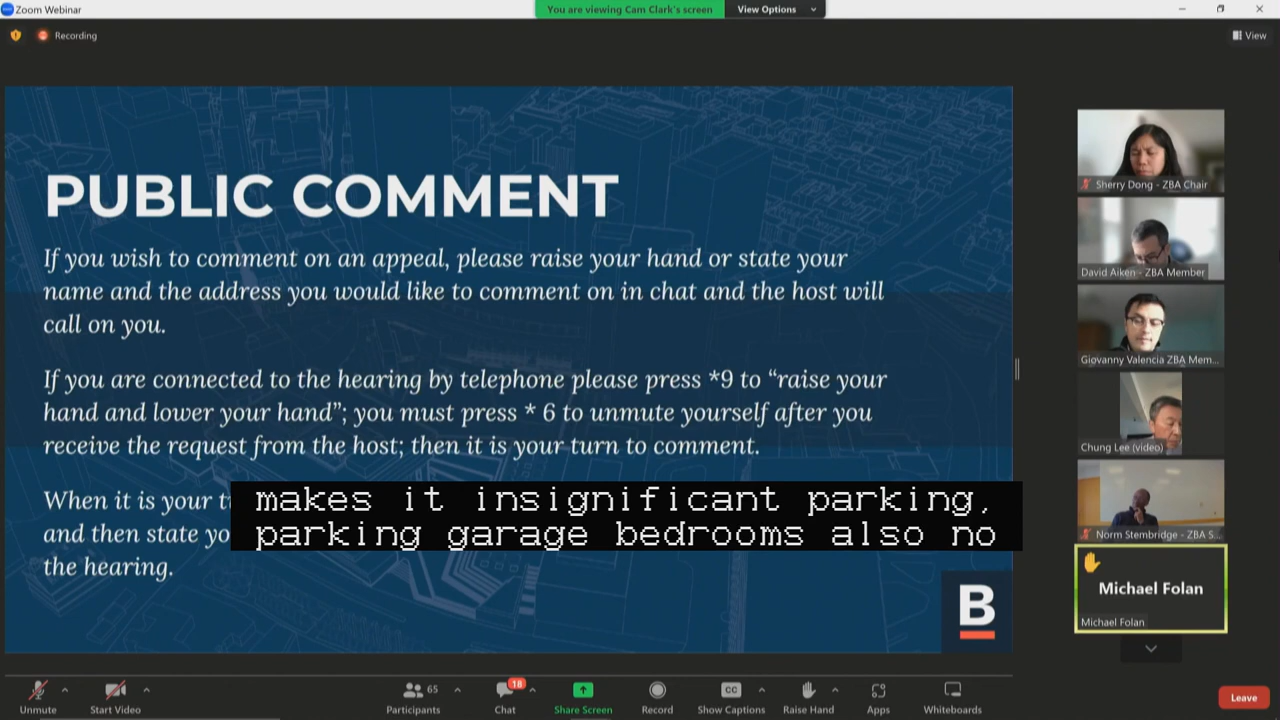 Zoom Webinar
You are viewing Cam Clark's screen
View Options
Recording
View
PUBLIC COMMENT
If you wish to comment on an appeal, please raise your hand or state your
name and the address you would like to comment on in chat and the host will
call on you.
If you are connected to the hearing by telephone please press *9 to “raise your
hand and lower your hand”; you must press * 6 to unmute yourself after you
receive the request from the host; then it is your turn to comment.
When it is your
and then state
the hearing.
makes it insignificant parking,
parking garage bedrooms also no
B
Sherry Dong - ZBA Chair
David Aiken - ZBA Member
Giovanny Valencia ZBA Mem...
Chung Lee (video)
Norm Stembridge - ZBA S...
Michael Folan
Michael Folan
Unmute
Start Video
65
Participants
18
Chat
Share Screen
Record
CC
Show Captions
Raise Hand
Apps
Whiteboards
Leave